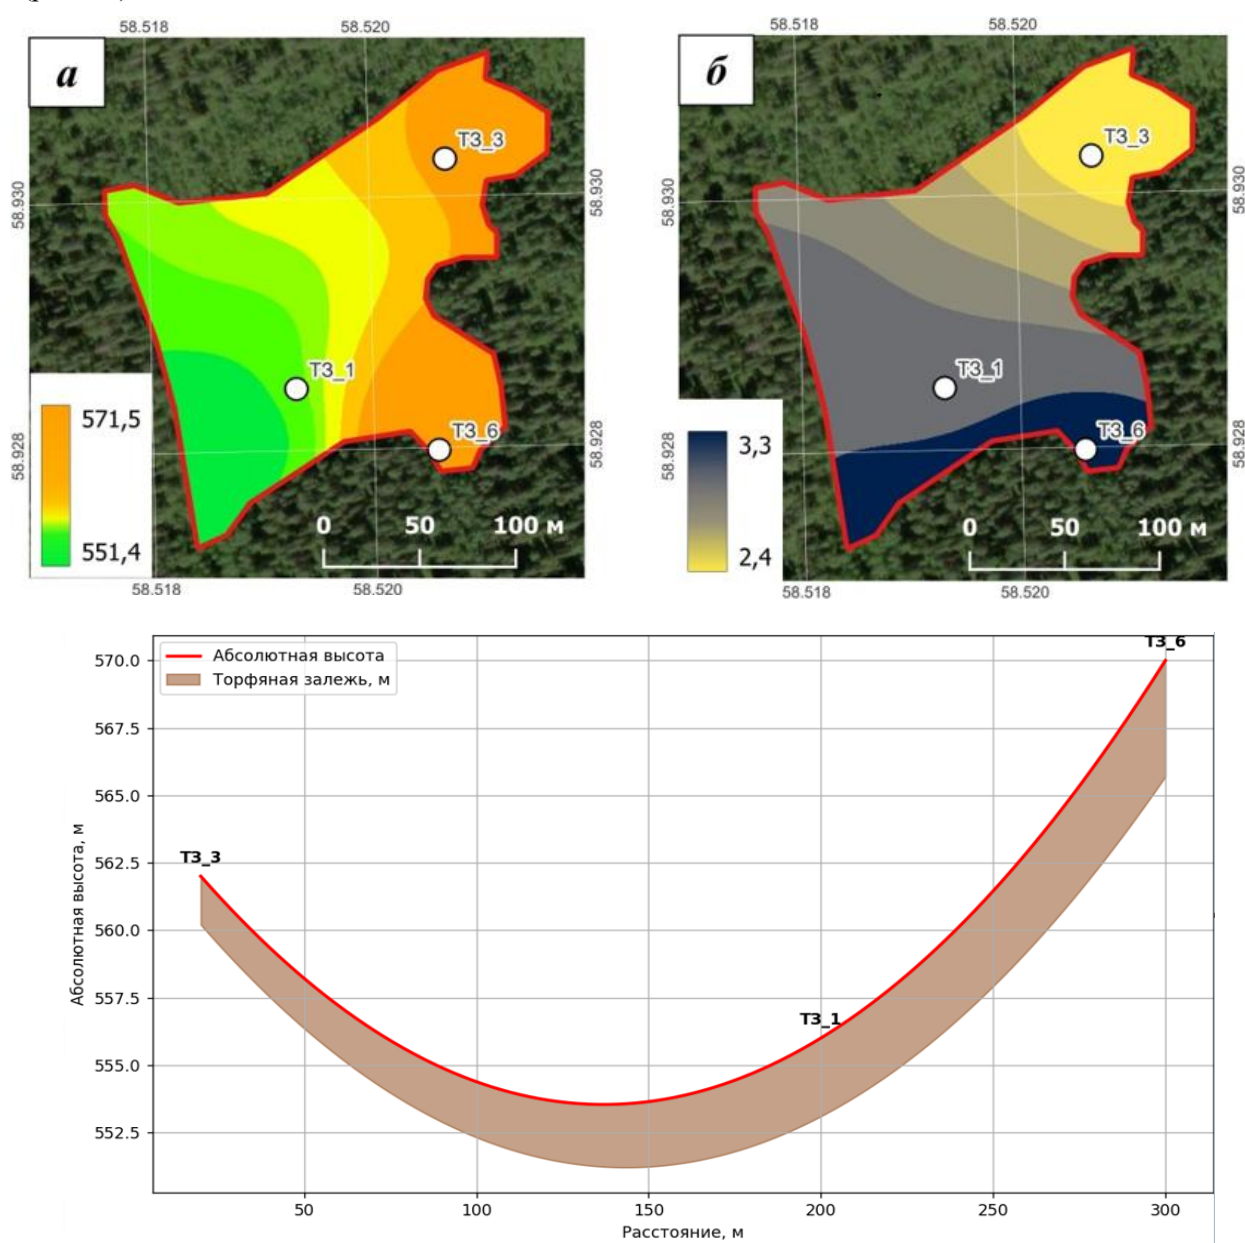 58.518
58.520
58.518
58.520
а
б
ТЗ_3
ТЗ_3
58.930
58.930
58.930
58.930
ТЗ_1
ТЗ_1
571,5
551,4
ТЗ_6
3,3
2,4
ТЗ_6
58.928
58.928
58.928
58.928
0 50 100 м
0 50 100 м
58.518
58.520
58.518
58.520
Абсолютная высота
Торфяная залежь, м
ТЗ_6
570.0
567.5
565.0
562.5
560.0
557.5
555.0
552.5
Абсолютная высота, м
ТЗ_3
ТЗ_1
50 100 150 200 250 300
Расстояние, м